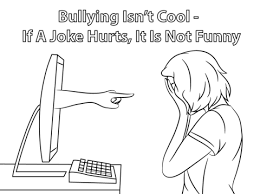 Bullying Isn't Cool -
If A Joke Hurts, It Is Not Funny